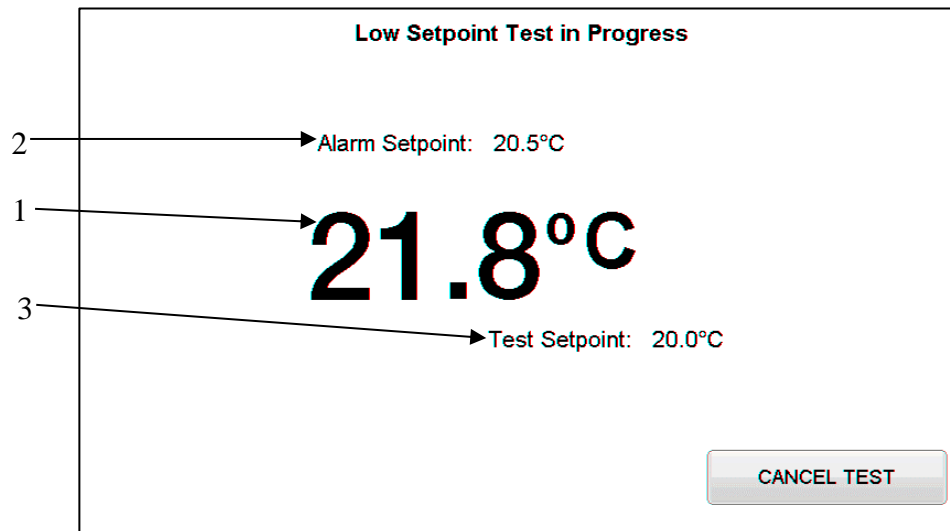 Low Setpoint Test in Progress
2
Alarm Setpoint: 20.5°C
1
21.8ºC
3
Test Setpoint: 20.0°C
CANCEL TEST